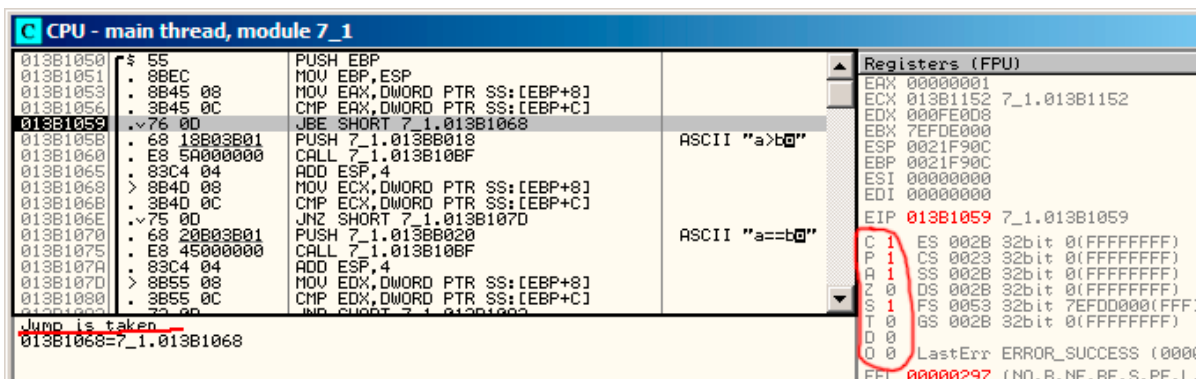 C CPU - main thread, module 7_1
013B1050 $ 55 PUSH EBP
013B1051 . 8BEC MOV EBP,ESP
013B1053 . 8B45 08 MOV EAX,DWORD PTR SS:[EBP+8]
013B1056 . 3B45 0C CMP EAX,DWORD PTR SS:[EBP+C]
013B1059 .v76 0D JBE SHORT 7_1.013B1068
013B105B . 68 18B03B01 PUSH 7_1.013BB018 ASCII "a>b◘"
013B1060 . E8 5A000000 CALL 7_1.013B10BF
013B1065 . 83C4 04 ADD ESP,4
013B1068 > 8B4D 08 MOV ECX,DWORD PTR SS:[EBP+8]
013B106B . 3B4D 0C CMP ECX,DWORD PTR SS:[EBP+C]
013B106E .v75 0D JNZ SHORT 7_1.013B107D
013B1070 . 68 20B03B01 PUSH 7_1.013BB020 ASCII "a==b◘"
013B1075 . E8 45000000 CALL 7_1.013B10BF
013B107A . 83C4 04 ADD ESP,4
013B107D > 8B55 08 MOV EDX,DWORD PTR SS:[EBP+8]
013B1080 . 3B55 0C CMP EDX,DWORD PTR SS:[EBP+C]
Jump is taken
013B1068=7_1.013B1068
Registers (FPU)
EAX 00000001
ECX 013B1152 7_1.013B1152
EDX 000FE0D8
EBX 7EFDE000
ESP 0021F90C
EBP 0021F90C
ESI 00000000
EDI 00000000
EIP 013B1059 7_1.013B1059
C 1 ES 002B 32bit 0(FFFFFFFF)
P 1 CS 0023 32bit 0(FFFFFFFF)
A 1 SS 002B 32bit 0(FFFFFFFF)
Z 0 DS 002B 32bit 0(FFFFFFFF)
S 1 FS 0053 32bit 7EFDD000(FFF)
T 0 GS 002B 32bit 0(FFFFFFFF)
D 0
O 0 LastErr ERROR_SUCCESS (0000
EFL 00000297 (NO,B,NE,BE,S,PE,L,